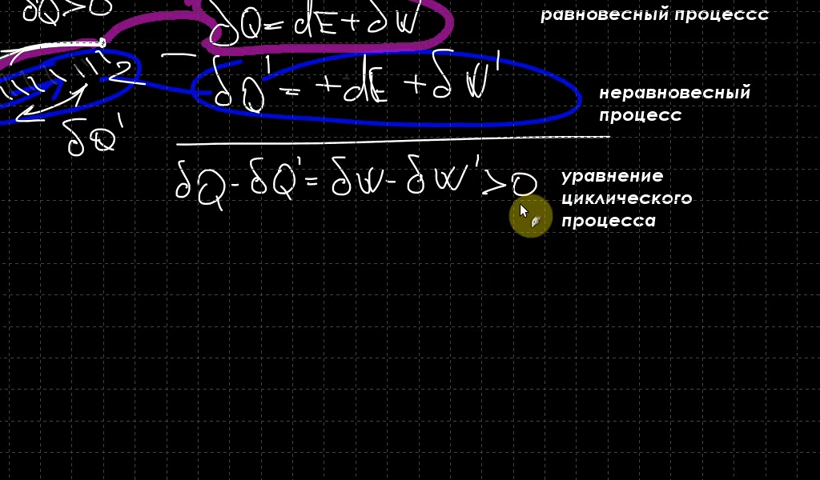 δQ>0
δQ = dE + δW
равновесный процессс
2
— δQ' = +dE + δW'
неравновесный
процесс
δQ'
δQ - δQ' = δW - δW' > 0
уравнение
циклического
процесса